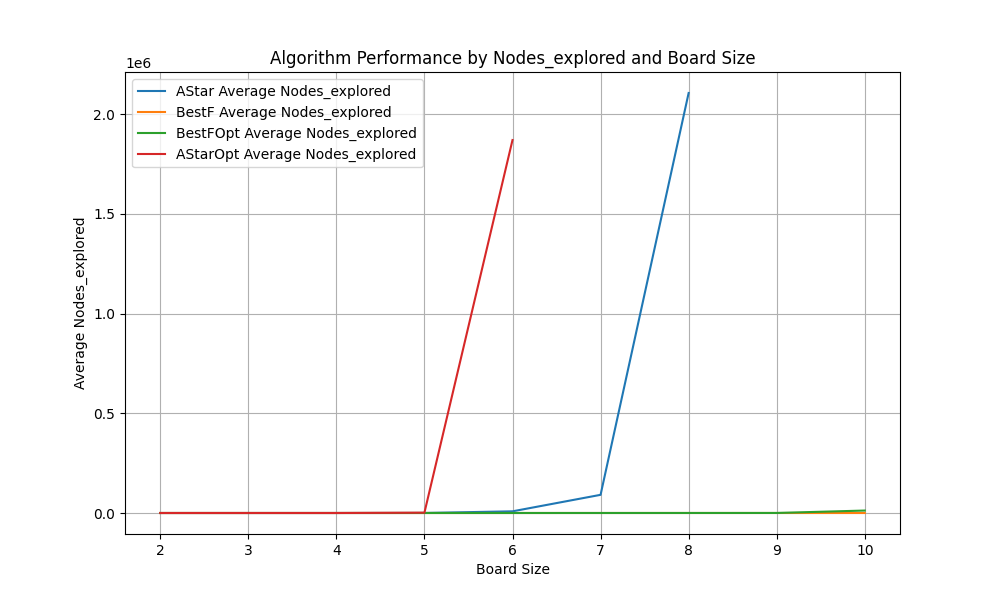 Algorithm Performance by Nodes_explored and Board Size
1e6
AStar Average Nodes_explored
BestF Average Nodes_explored
BestFOpt Average Nodes_explored
AStarOpt Average Nodes_explored
2.0
1.5
1.0
0.5
0.0
Average Nodes_explored
2 3 4 5 6 7 8 9 10
Board Size